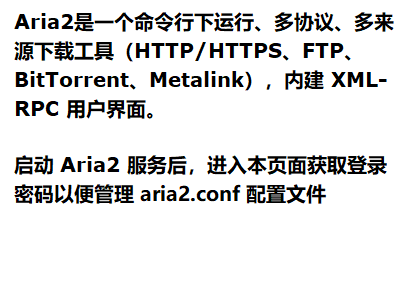 Aria2是一个命令行下运行、多协议、多来
源下载工具（HTTP/HTTPS、FTP、
BitTorrent、Metalink），内建 XML-
RPC 用户界面。
启动 Aria2 服务后，进入本页面获取登录
密码以便管理 aria2.conf 配置文件